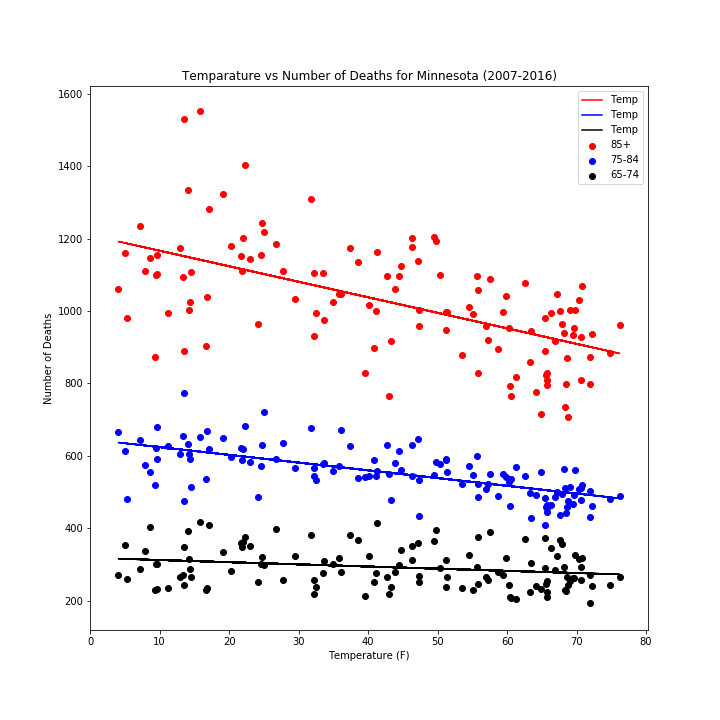 Temparature vs Number of Deaths for Minnesota (2007-2016)
Temp
Temp
Temp
85+
75-84
65-74
Number of Deaths
1600
1400
1200
1000
800
600
400
200
0 10 20 30 40 50 60 70 80
Temperature (F)